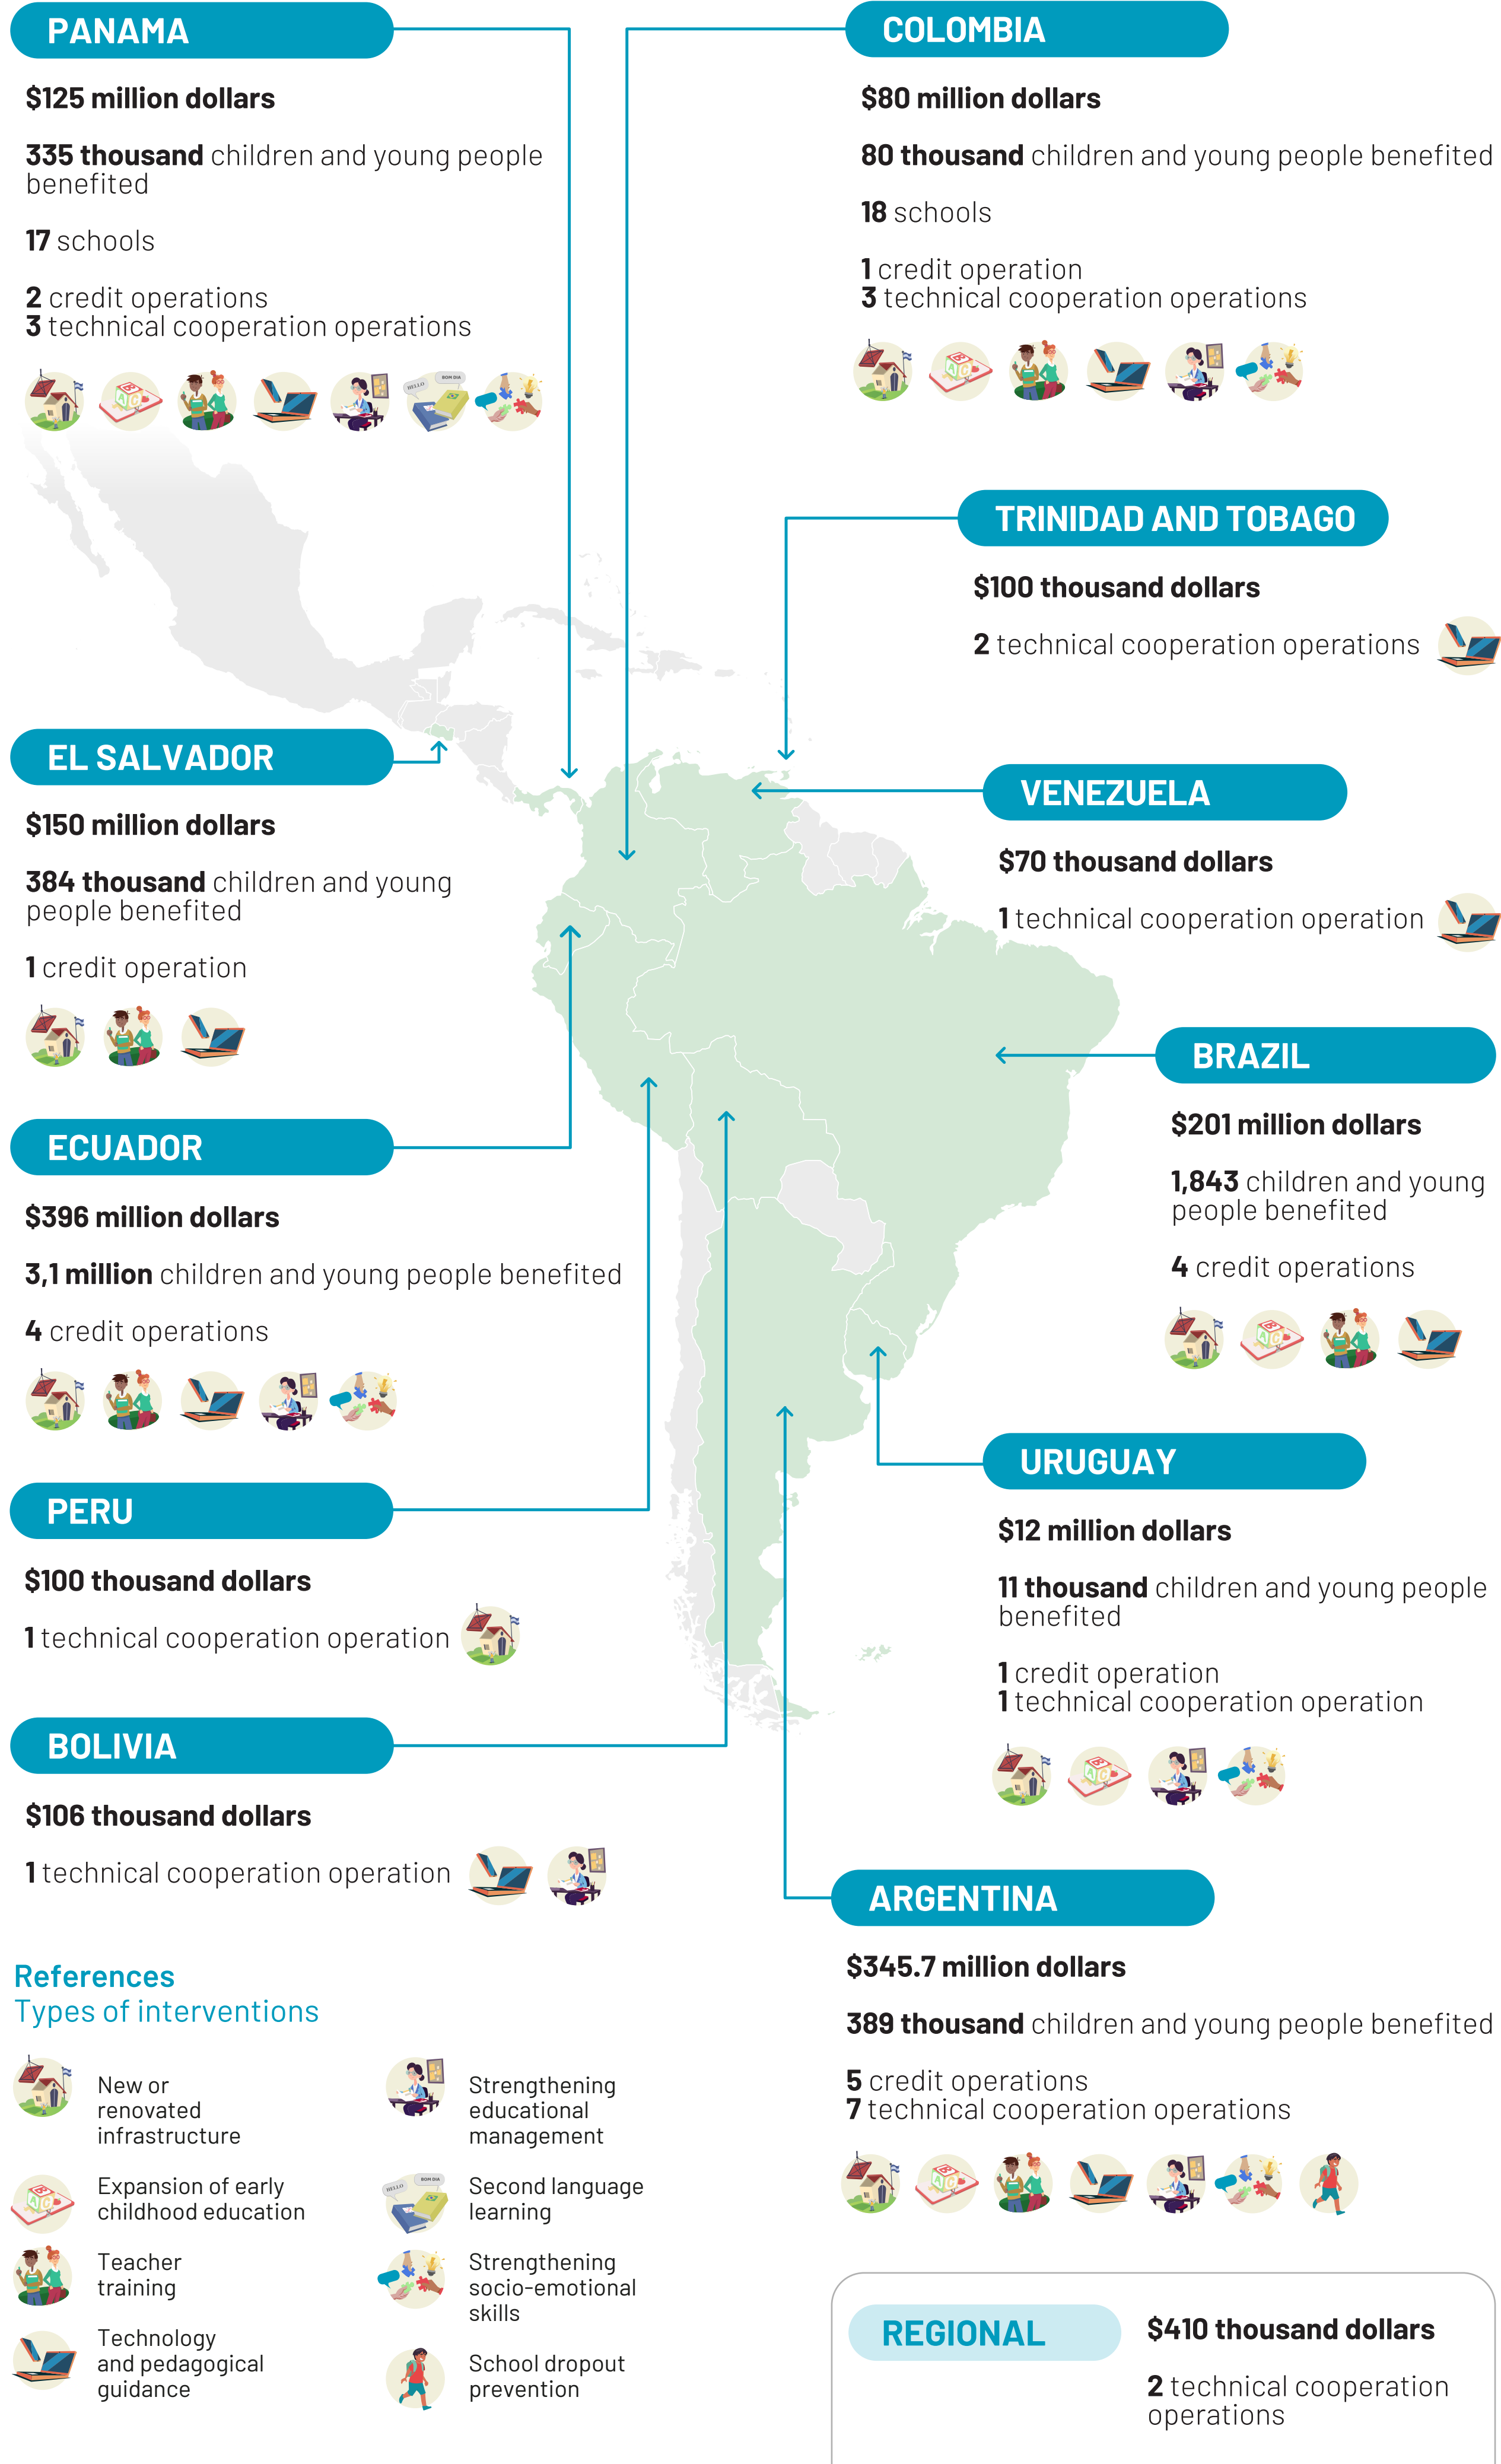 PANAMA
$125 million dollars
335 thousand children and young people
benefited
17 schools
2 credit operations
3 technical cooperation operations
HELLO
BOM DIA
COLOMBIA
$80 million dollars
80 thousand children and young people benefited
18 schools
1 credit operation
3 technical cooperation operations
TRINIDAD AND TOBAGO
$100 thousand dollars
2 technical cooperation operations
EL SALVADOR
$150 million dollars
384 thousand children and young
people benefited
1 credit operation
VENEZUELA
$70 thousand dollars
1 technical cooperation operation
BRAZIL
$201 million dollars
1,843 children and young
people benefited
4 credit operations
ECUADOR
$396 million dollars
3,1 million children and young people benefited
4 credit operations
URUGUAY
$12 million dollars
11 thousand children and young people
benefited
1 credit operation
1 technical cooperation operation
PERU
$100 thousand dollars
1 technical cooperation operation
BOLIVIA
$106 thousand dollars
1 technical cooperation operation
ARGENTINA
$345.7 million dollars
389 thousand children and young people benefited
5 credit operations
7 technical cooperation operations
References
Types of interventions
New or
renovated
infrastructure
Expansion of early
childhood education
Teacher
training
Technology
and pedagogical
guidance
Strengthening
educational
management
HELLO
BOM DIA
Second language
learning
Strengthening
socio-emotional
skills
School dropout
prevention
REGIONAL
$410 thousand dollars
2 technical cooperation
operations